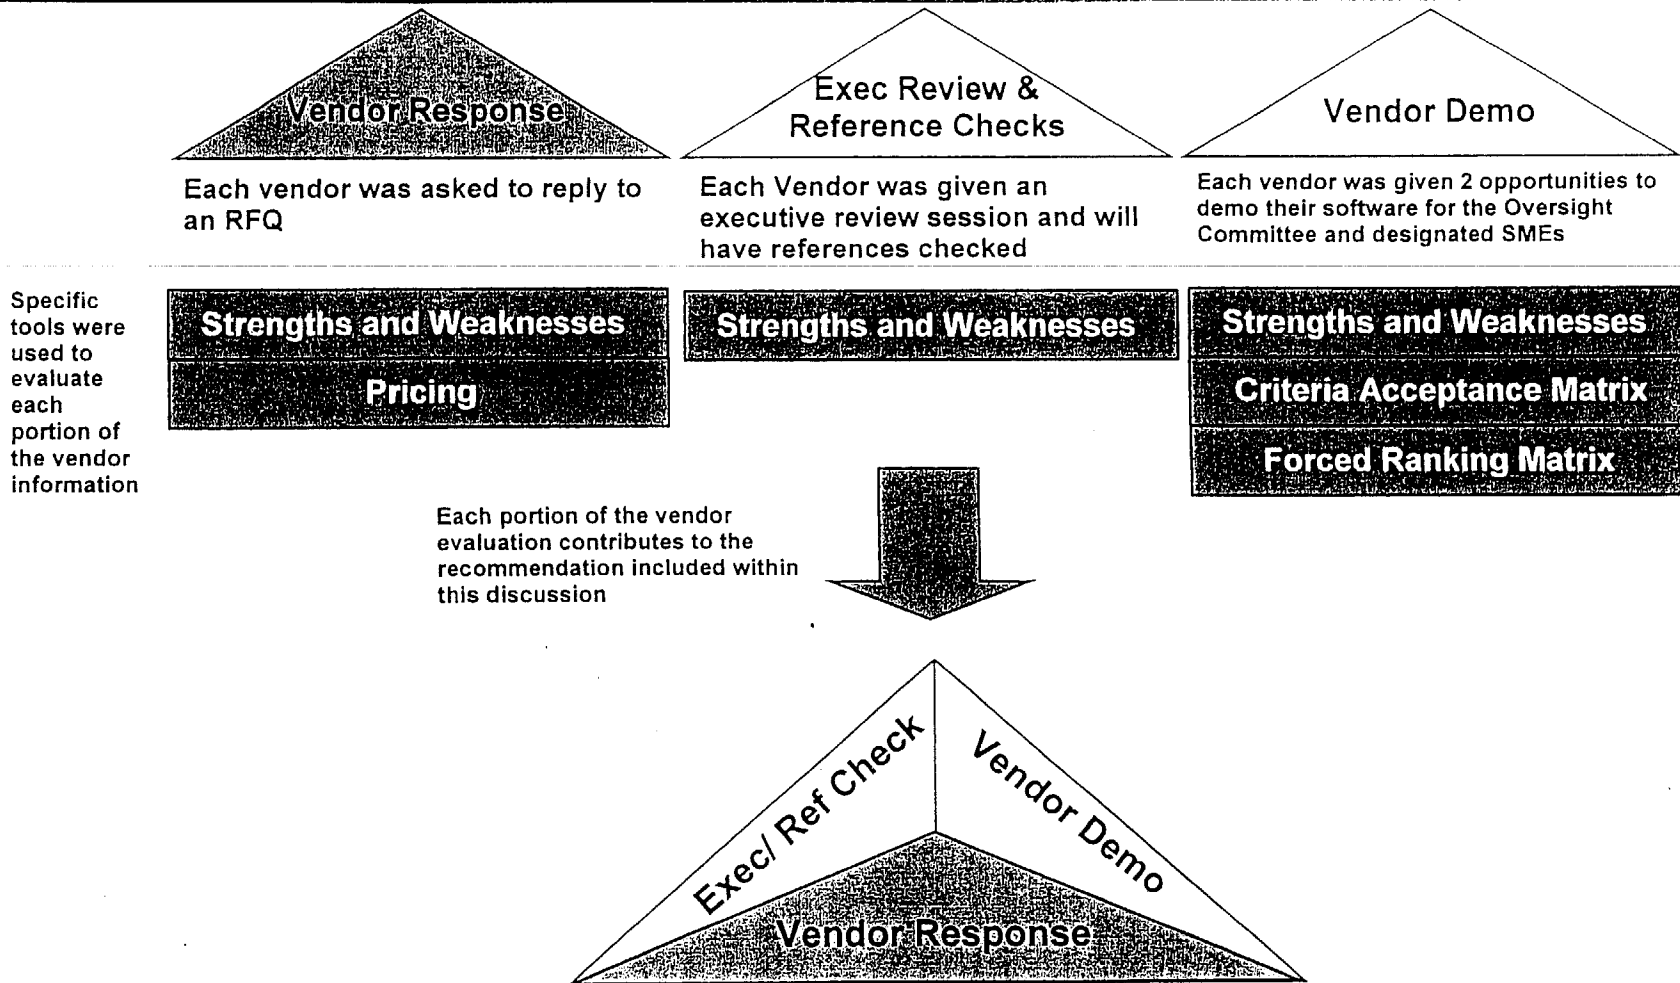 Vendor Response
Exec Review &
Reference Checks
Vendor Demo
Each vendor was asked to reply to
an RFQ
Each Vendor was given an
executive review session and will
have references checked
Each vendor was given 2 opportunities to
demo their software for the Oversight
Committee and designated SMEs
Specific
tools were
used to
evaluate
each
portion of
the vendor
information
Strengths and Weaknesses
Pricing
Strengths and Weaknesses
Strengths and Weaknesses
Criteria Acceptance Matrix
Forced Ranking Matrix
Each portion of the vendor
evaluation contributes to the
recommendation included within
this discussion
Exec/ Ref Check
Vendor Demo
Vendor Response